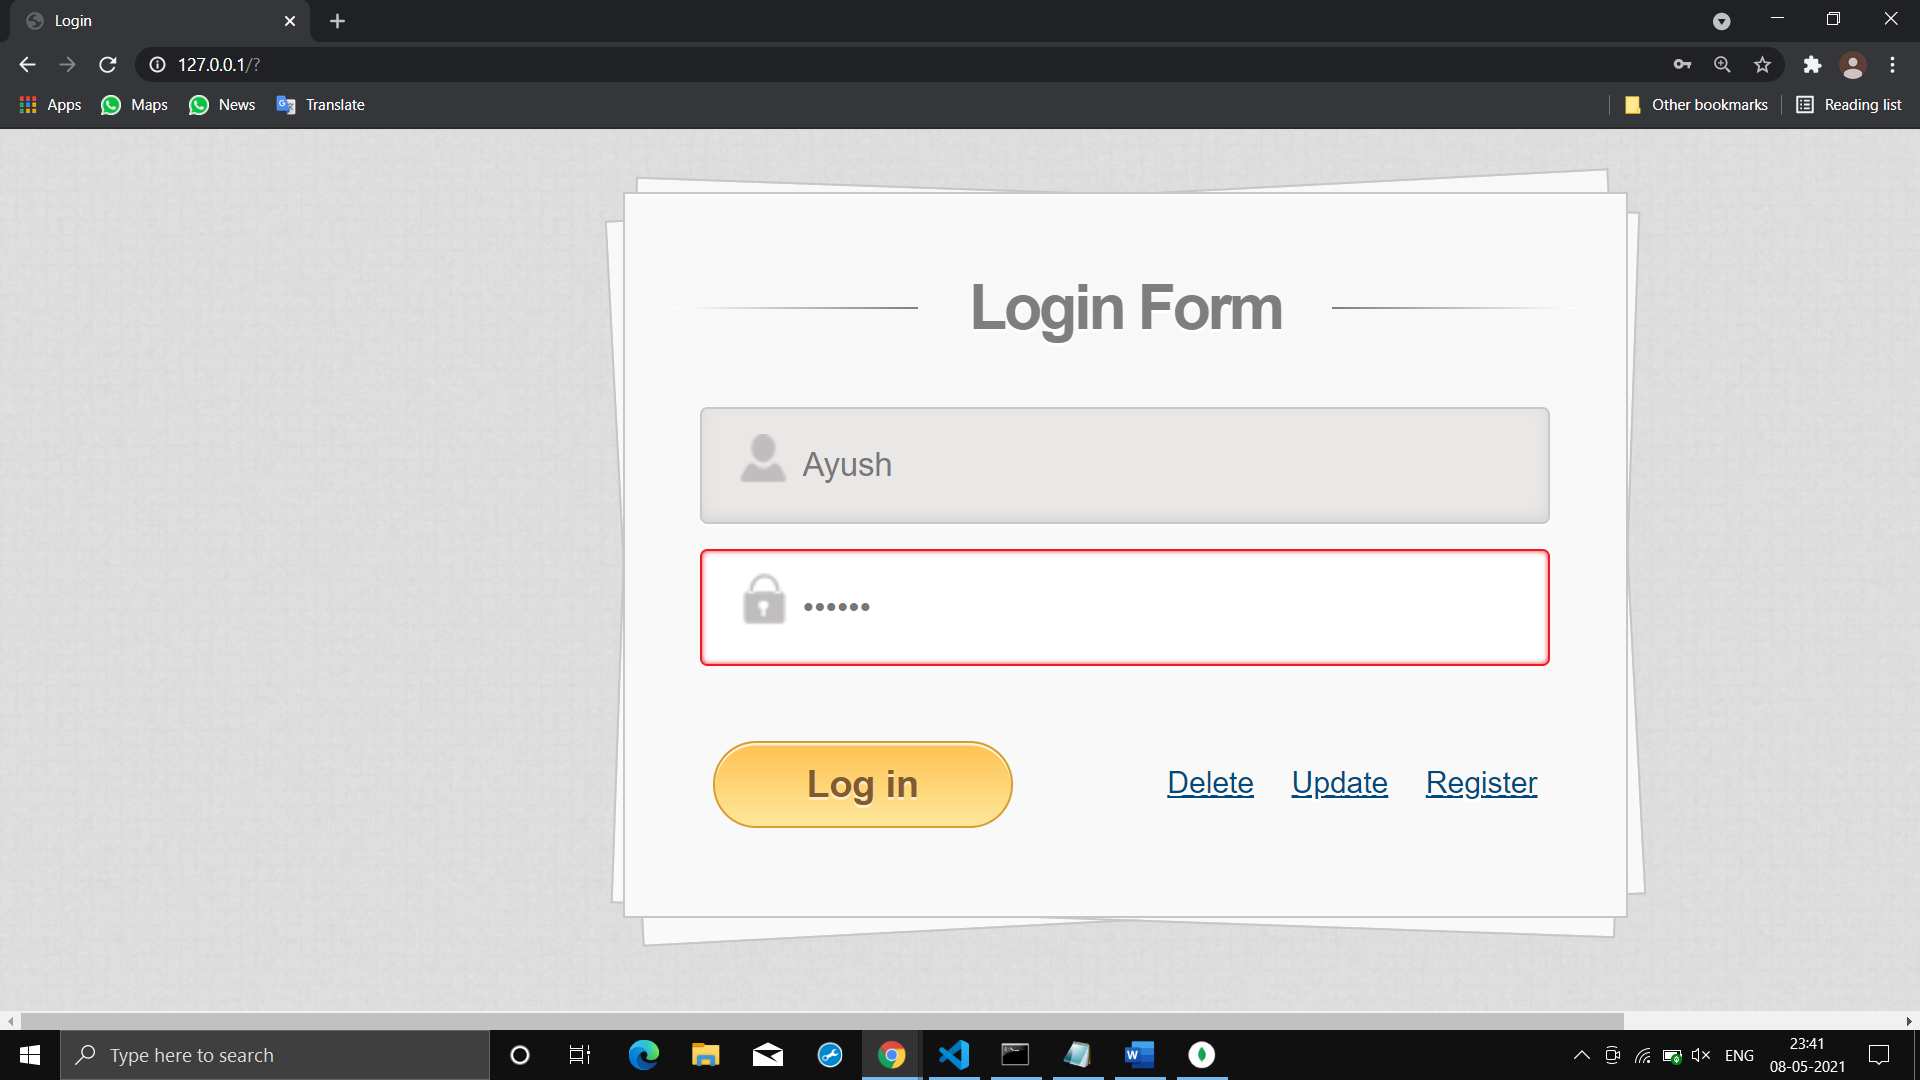 Login
127.0.0.1/?
Apps Maps News Translate Other bookmarks Reading list
Login Form
Ayush
••••••
Log in Delete Update Register
Type here to search
ENG
23:41
08-05-2021